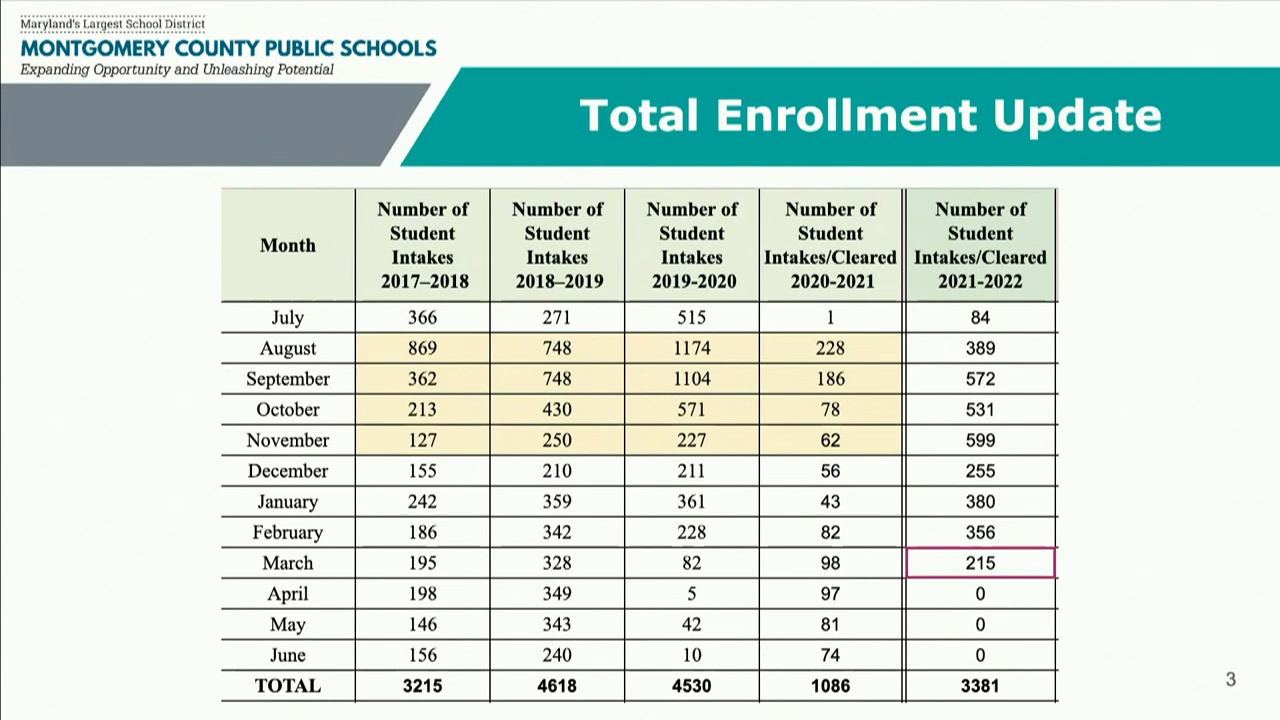 Maryland's Largest School District
MONTGOMERY COUNTY PUBLIC SCHOOLS
Expanding Opportunity and Unleashing Potential
Total Enrollment Update
Month
Number of
Student
Intakes
2017–2018
Number of
Student
Intakes
2018–2019
Number of
Student
Intakes
2019-2020
Number of
Student
Intakes/Cleared
2020-2021
Number of
Student
Intakes/Cleared
2021-2022
July 366 271 515 1 84
August 869 748 1174 228 389
September 362 748 1104 186 572
October 213 430 571 78 531
November 127 250 227 62 599
December 155 210 211 56 255
January 242 359 361 43 380
February 186 342 228 82 356
March 195 328 82 98 215
April 198 349 5 97 0
May 146 343 42 81 0
June 156 240 10 74 0
TOTAL 3215 4618 4530 1086 3381
3